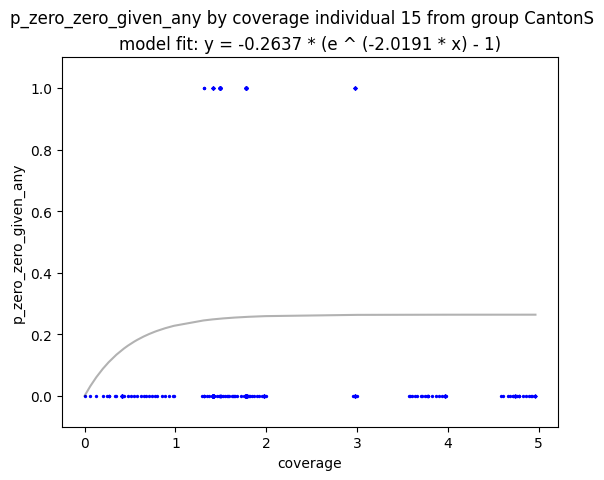 p_zero_zero_given_any by coverage individual 15 from group CantonS
model fit: y = -0.2637 * (e ^ (-2.0191 * x) - 1)
1.0
0.8
0.6
0.4
0.2
0.0
p_zero_zero_given_any
0 1 2 3 4 5
coverage